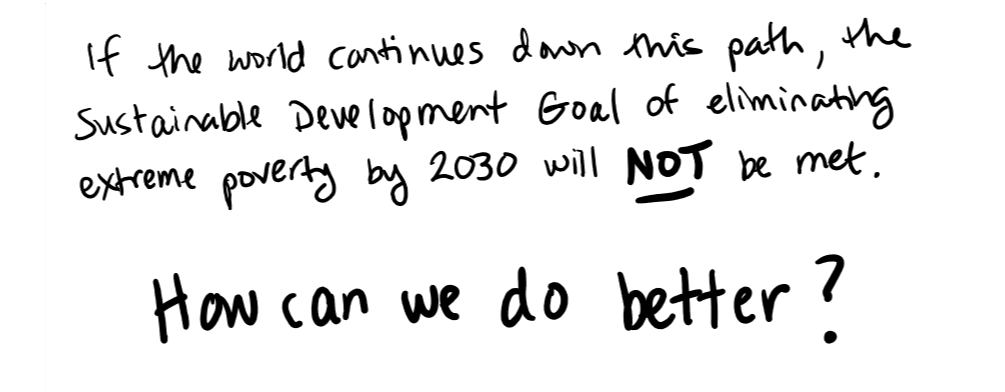 If the world continues down this path, the
Sustainable Development Goal of eliminating
extreme poverty by 2030 will NOT be met.
How can we do better?